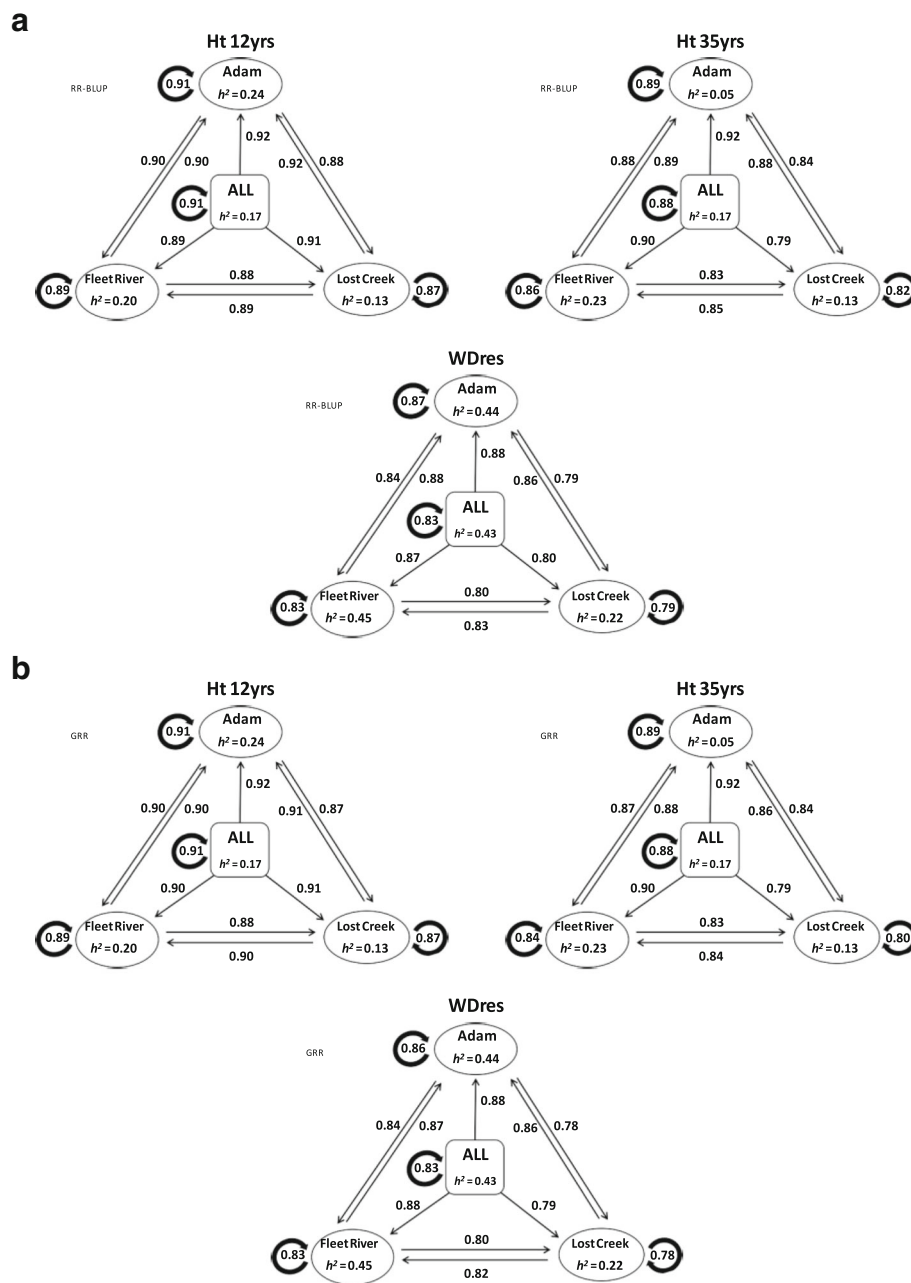 a
Ht 12yrs
RR-BLUP
0.91
Adam
h² = 0.24
0.90
0.90
0.92
0.92
0.88
0.91
ALL
h² = 0.17
0.89
0.91
0.89
Fleet River
h² = 0.20
0.88
0.89
Lost Creek
h² = 0.13
0.87
Ht 35yrs
RR-BLUP
0.89
Adam
h² = 0.05
0.88
0.89
0.92
0.88
0.84
0.88
ALL
h² = 0.17
0.90
0.79
0.86
Fleet River
h² = 0.23
0.83
0.85
Lost Creek
h² = 0.13
0.82
WDres
RR-BLUP
0.87
Adam
h² = 0.44
0.84
0.88
0.88
0.86
0.79
0.83
ALL
h² = 0.43
0.87
0.80
0.83
Fleet River
h² = 0.45
0.80
0.83
Lost Creek
h² = 0.22
0.79
b
Ht 12yrs
GRR
0.91
Adam
h² = 0.24
0.90
0.90
0.92
0.91
0.87
0.91
ALL
h² = 0.17
0.90
0.91
0.89
Fleet River
h² = 0.20
0.88
0.90
Lost Creek
h² = 0.13
0.87
Ht 35yrs
GRR
0.89
Adam
h² = 0.05
0.87
0.88
0.92
0.86
0.84
0.88
ALL
h² = 0.17
0.90
0.79
0.84
Fleet River
h² = 0.23
0.83
0.84
Lost Creek
h² = 0.13
0.80
WDres
GRR
0.86
Adam
h² = 0.44
0.84
0.87
0.88
0.86
0.78
0.83
ALL
h² = 0.43
0.88
0.79
0.83
Fleet River
h² = 0.45
0.80
0.82
Lost Creek
h² = 0.22
0.78